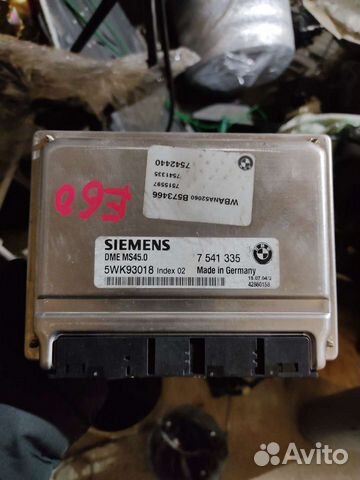 E60
WBANA52060 B573466
7515597
7541335
7542440
SIEMENS
DME MS45.0
5WK93018 Index 02
7 541 335
Made in Germany
42960158
Avito